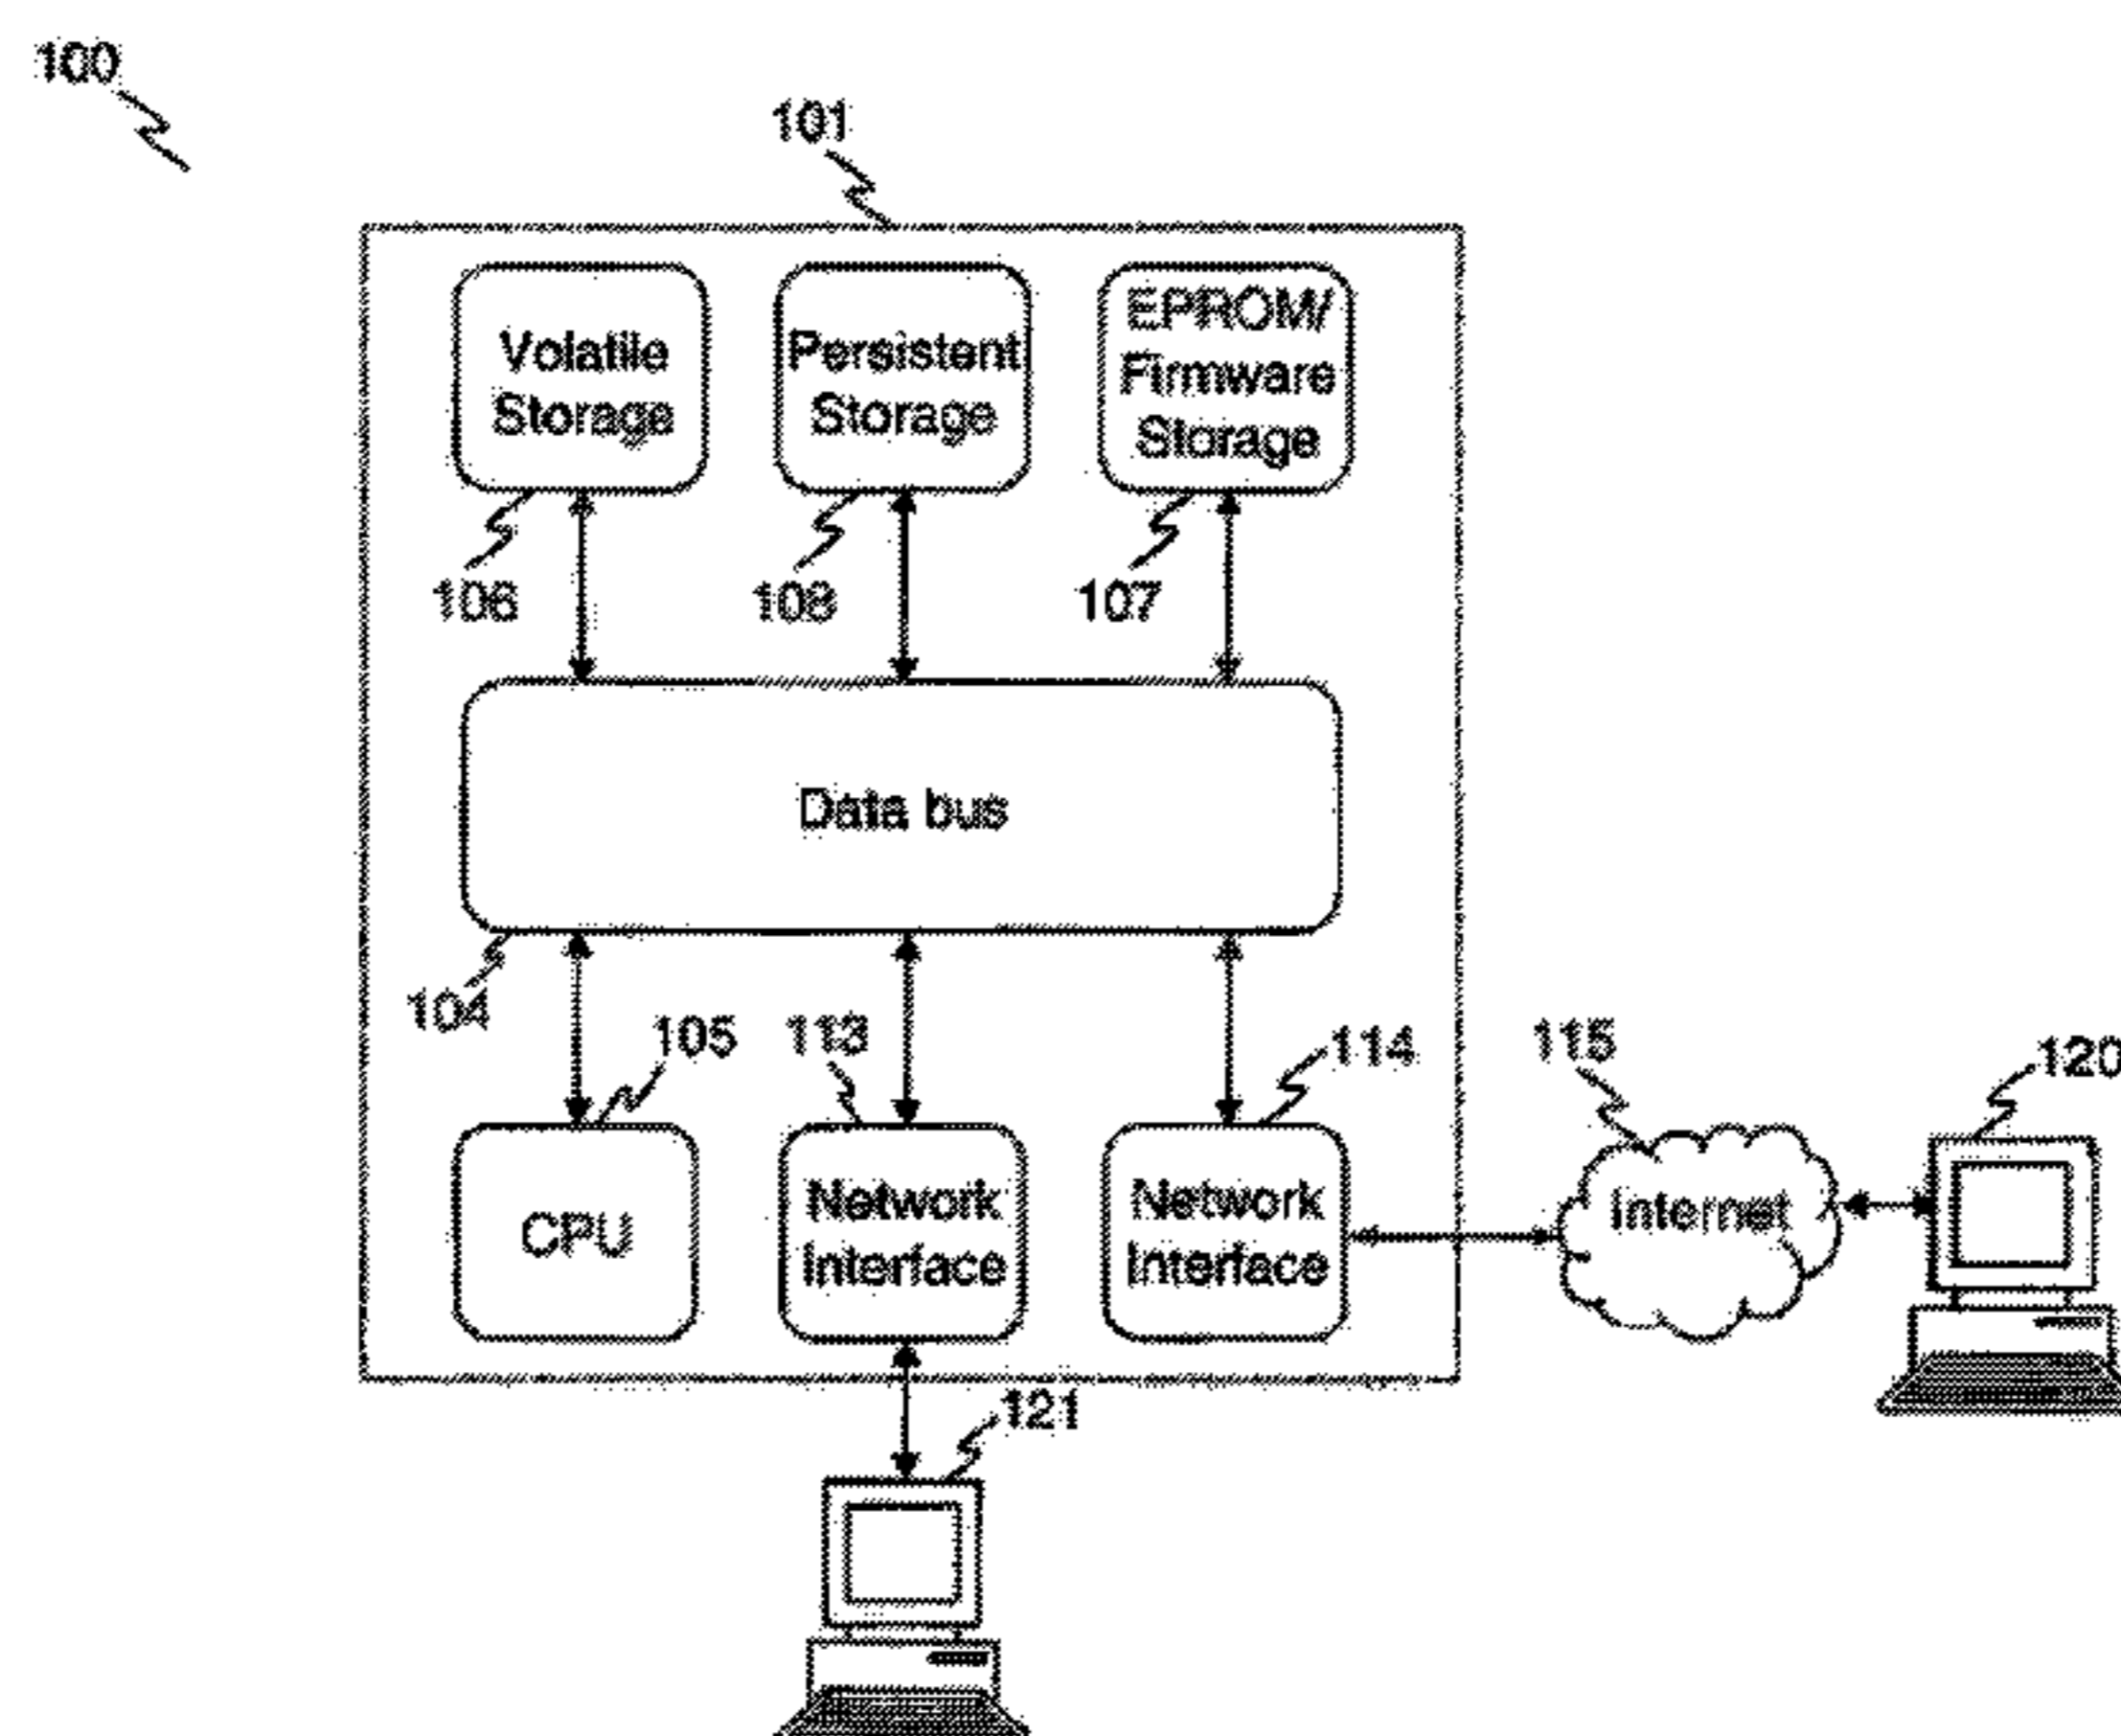 100
101
Volatile
Storage
Persistent
Storage
EPROM/
Firmware
Storage
106
108
107
Data bus
104
105
113
114
115
120
CPU
Network
Interface
Network
Interface
Internet
121